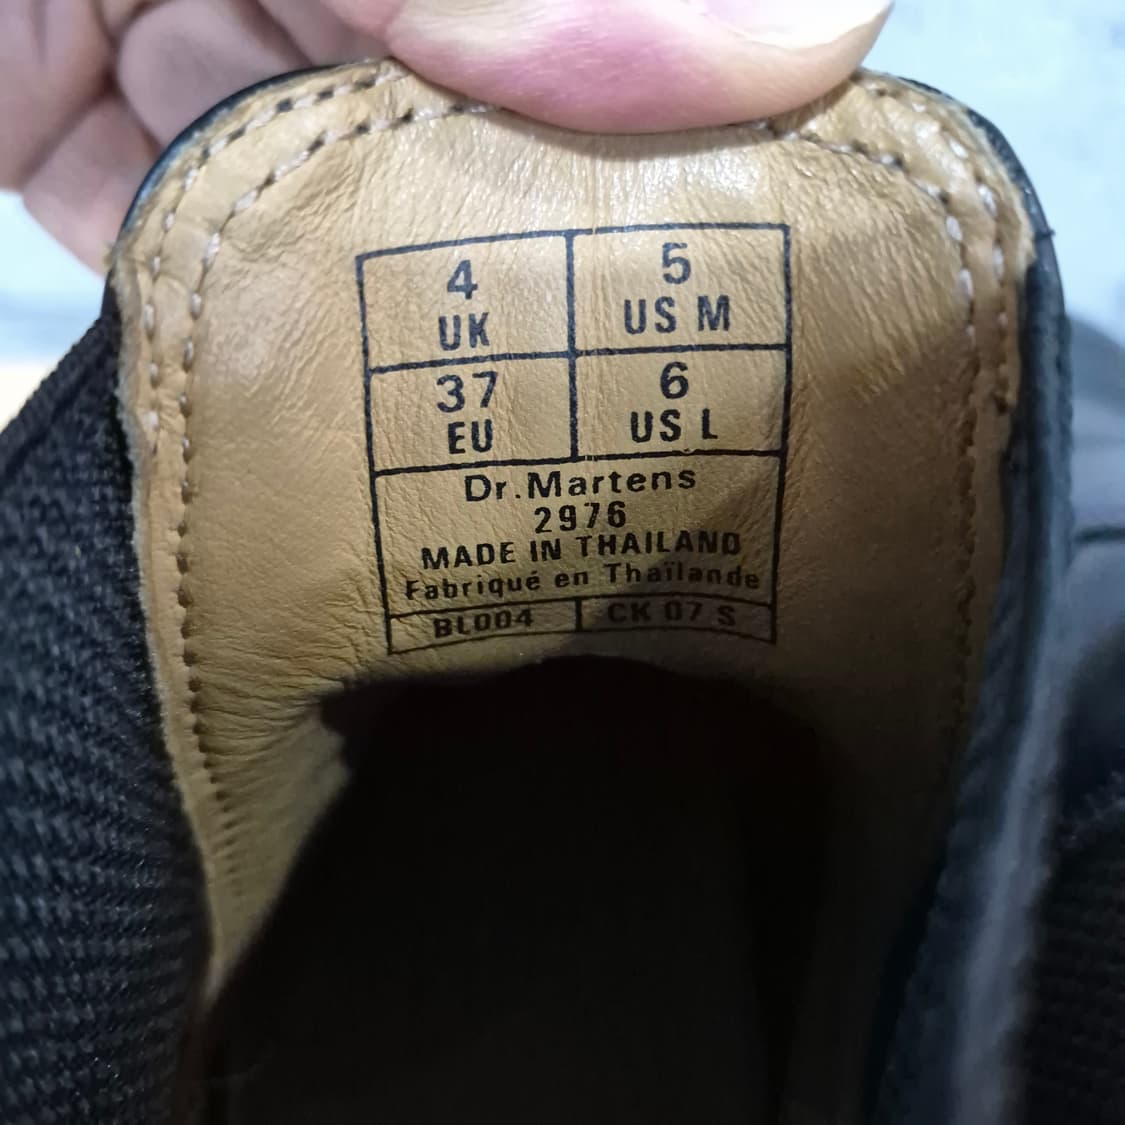 4 5
UK US M
37 6
EU US L
Dr.Martens
2976
MADE IN THAILAND
Fabriqué en Thaïlande
BL004 CK 07 S